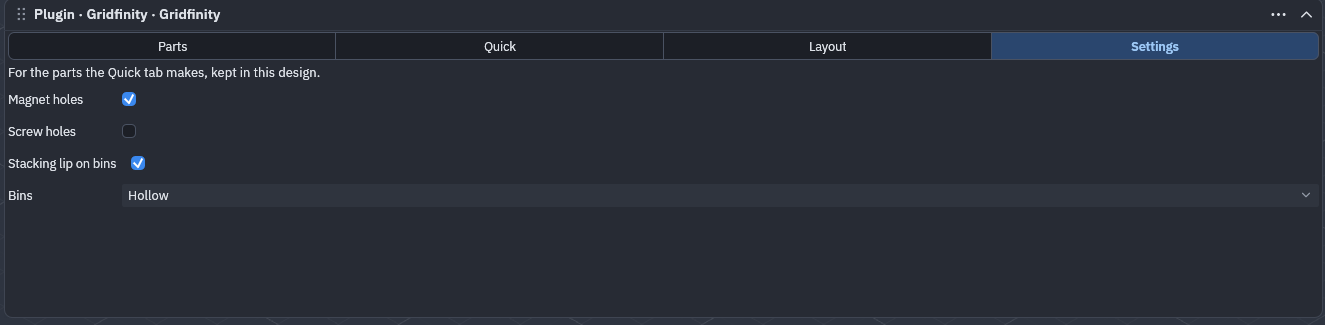 Plugin · Gridfinity · Gridfinity
Parts
Quick
Layout
Settings
For the parts the Quick tab makes, kept in this design.
Magnet holes
Screw holes
Stacking lip on bins
Bins
Hollow